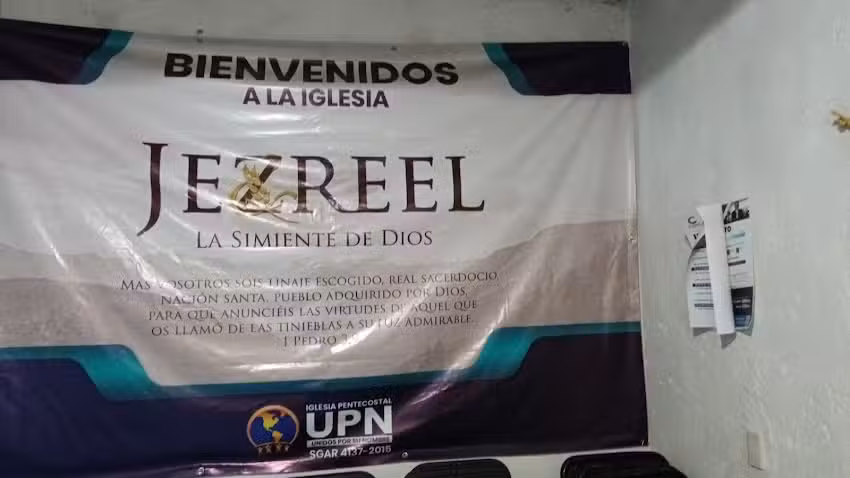 BIENVENIDOS
A LA IGLESIA
JEZREEL
LA SIMIENTE DE DIOS
MAS VOSOTROS SOIS LINAJE ESCOGIDO, REAL SACERDOCIO,
NACIÓN SANTA, PUEBLO ADQUIRIDO POR DIOS,
PARA QUE ANUNCIÉIS LAS VIRTUDES DE AQUEL QUE
OS LLAMÓ DE LAS TINIEBLAS A SU LUZ ADMIRABLE.
1 PEDRO
IGLESIA PENTECOSTAL
UPN
UNIDOS POR SU NOMBRE
SGAR 4137-2015